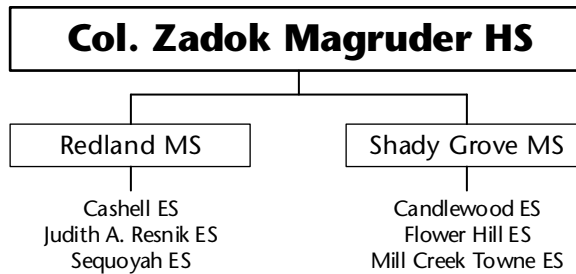 Col. Zadok Magruder HS
Redland MS
Cashell ES
Judith A. Resnik ES
Sequoyah ES
Shady Grove MS
Candlewood ES
Flower Hill ES
Mill Creek Towne ES